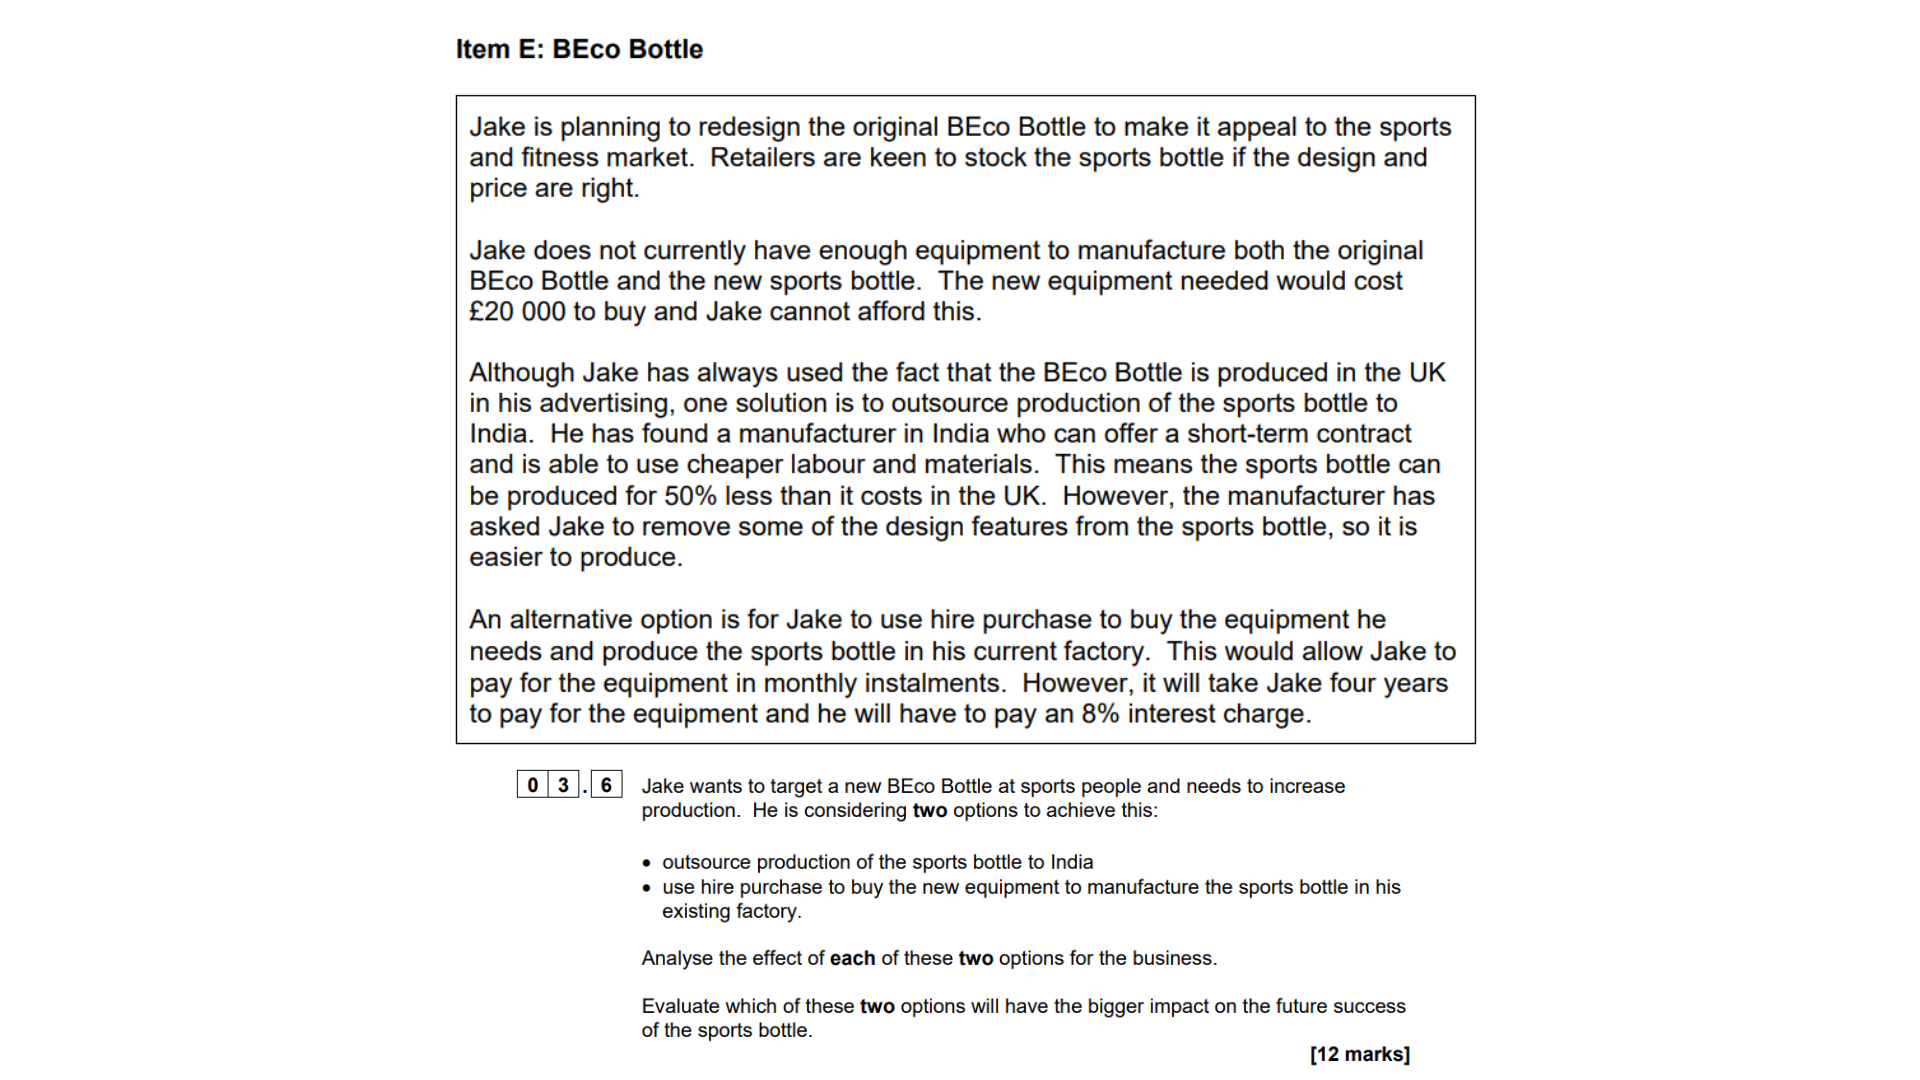 Item E: BEco Bottle
Jake is planning to redesign the original BEco Bottle to make it appeal to the sports
and fitness market. Retailers are keen to stock the sports bottle if the design and
price are right.
Jake does not currently have enough equipment to manufacture both the original
BEco Bottle and the new sports bottle. The new equipment needed would cost
£20 000 to buy and Jake cannot afford this.
Although Jake has always used the fact that the BEco Bottle is produced in the UK
in his advertising, one solution is to outsource production of the sports bottle to
India. He has found a manufacturer in India who can offer a short-term contract
and is able to use cheaper labour and materials. This means the sports bottle can
be produced for 50% less than it costs in the UK. However, the manufacturer has
asked Jake to remove some of the design features from the sports bottle, so it is
easier to produce.
An alternative option is for Jake to use hire purchase to buy the equipment he
needs and produce the sports bottle in his current factory. This would allow Jake to
pay for the equipment in monthly instalments. However, it will take Jake four years
to pay for the equipment and he will have to pay an 8% interest charge.
0 3 . 6 Jake wants to target a new BEco Bottle at sports people and needs to increase
production. He is considering two options to achieve this:
• outsource production of the sports bottle to India
• use hire purchase to buy the new equipment to manufacture the sports bottle in his
existing factory.
Analyse the effect of each of these two options for the business.
Evaluate which of these two options will have the bigger impact on the future success
of the sports bottle.
[12 marks]